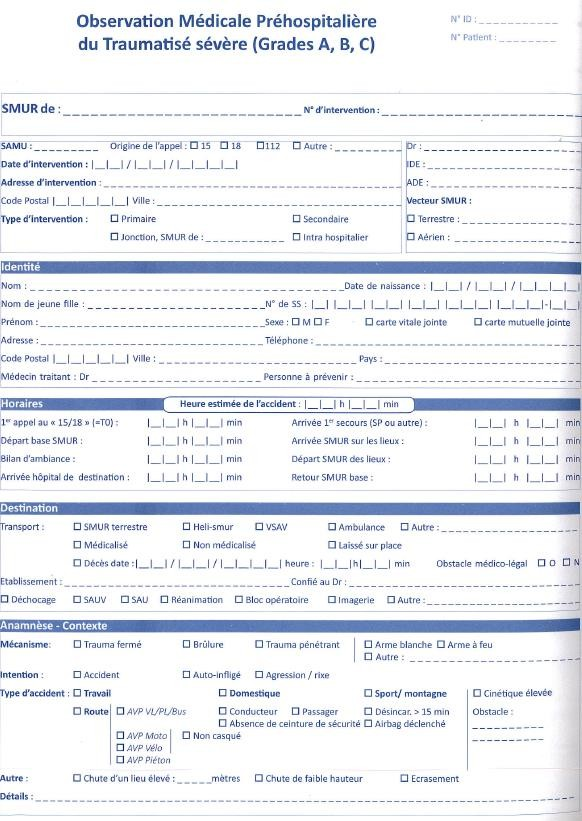 Observation Médicale Préhospitalière
du Traumatisé sévère (Grades A, B, C)
N° ID : _ _ _ _ _ _ _ _
N° Patient : _ _ _ _ _ _ _ _
SMUR de : _ _ _ _ _ _ _ _ N° d'intervention : _ _ _ _ _ _ _ _
SAMU : _ _ _ _ _ _ _ _ Origine de l'appel : ☐ 15 ☐ 18 ☐ 112 ☐ Autre : _ _ _ _ _ _ _ _
Date d'intervention : |__|__| / |__|__| / |__|__|__|__|
Adresse d'intervention : _ _ _ _ _ _ _ _
Code Postal |__|__|__|__|__| Ville : _ _ _ _ _ _ _ _
Type d'intervention : ☐ Primaire ☐ Secondaire
☐ Jonction, SMUR de : _ _ _ _ _ _ _ _ ☐ Intra hospitalier
Dr : _ _ _ _ _ _ _ _
IDE : _ _ _ _ _ _ _ _
ADE : _ _ _ _ _ _ _ _
Vecteur SMUR :
☐ Terrestre : _ _ _ _ _ _ _ _
☐ Aérien : _ _ _ _ _ _ _ _
Identité
Nom : _ _ _ _ _ _ _ _ Date de naissance : |__|__| / |__|__| / |__|__|__|__|
Nom de jeune fille : _ _ _ _ _ _ _ _ N° de SS : |__| |__|__| |__|__| |__|__| |__|__|__| |__|__|__|-|__|__|
Prénom : _ _ _ _ _ _ _ _ Sexe : ☐ M ☐ F ☐ carte vitale jointe ☐ carte mutuelle jointe
Adresse : _ _ _ _ _ _ _ _ Téléphone : _ _ _ _ _ _ _ _
Code Postal |__|__|__|__|__| Ville : _ _ _ _ _ _ _ _ Pays : _ _ _ _ _ _ _ _
Médecin traitant : Dr _ _ _ _ _ _ _ _ Personne à prévenir : _ _ _ _ _ _ _ _
Horaires
Heure estimée de l'accident : |__|__| h |__|__| min
1er appel au « 15/18 » (=T0) : |__|__| h |__|__| min Arrivée 1er secours (SP ou autre) : |__|__| h |__|__| min
Départ base SMUR : |__|__| h |__|__| min Arrivée SMUR sur les lieux : |__|__| h |__|__| min
Bilan d'ambiance : |__|__| h |__|__| min Départ SMUR des lieux : |__|__| h |__|__| min
Arrivée hôpital de destination : |__|__| h |__|__| min Retour SMUR base : |__|__| h |__|__| min
Destination
Transport : ☐ SMUR terrestre ☐ Heli-smur ☐ VSAV ☐ Ambulance ☐ Autre : _ _ _ _ _ _ _ _
☐ Médicalisé ☐ Non médicalisé ☐ Laissé sur place
☐ Décès date : |__|__| / |__|__| / |__|__|__|__| heure : |__|__|h|__|__| min Obstacle médico-légal ☐ O ☐ N
Etablissement : _ _ _ _ _ _ _ _ Confié au Dr : _ _ _ _ _ _ _ _
☐ Déchocage ☐ SAUV ☐ SAU ☐ Réanimation ☐ Bloc opératoire ☐ Imagerie ☐ Autre : _ _ _ _ _ _ _ _
Anamnèse - Contexte
Mécanisme: ☐ Trauma fermé ☐ Brûlure ☐ Trauma pénétrant ☐ Arme blanche ☐ Arme à feu
☐ Autre : _ _ _ _ _ _ _ _
Intention : ☐ Accident ☐ Auto-infligé ☐ Agression / rixe
Type d'accident : ☐ Travail ☐ Domestique ☐ Sport/ montagne ☐ Cinétique élevée
☐ Route ☐ AVP VL/PL/Bus ☐ Conducteur ☐ Passager ☐ Désincar. > 15 min Obstacle :
☐ Absence de ceinture de sécurité ☐ Airbag déclenché
☐ AVP Moto ☐ Non casqué
☐ AVP Vélo
☐ AVP Piéton
Autre : ☐ Chute d'un lieu élevé : _ _ _ _ _mètres ☐ Chute de faible hauteur ☐ Ecrasement
Détails : _ _ _ _ _ _ _ _